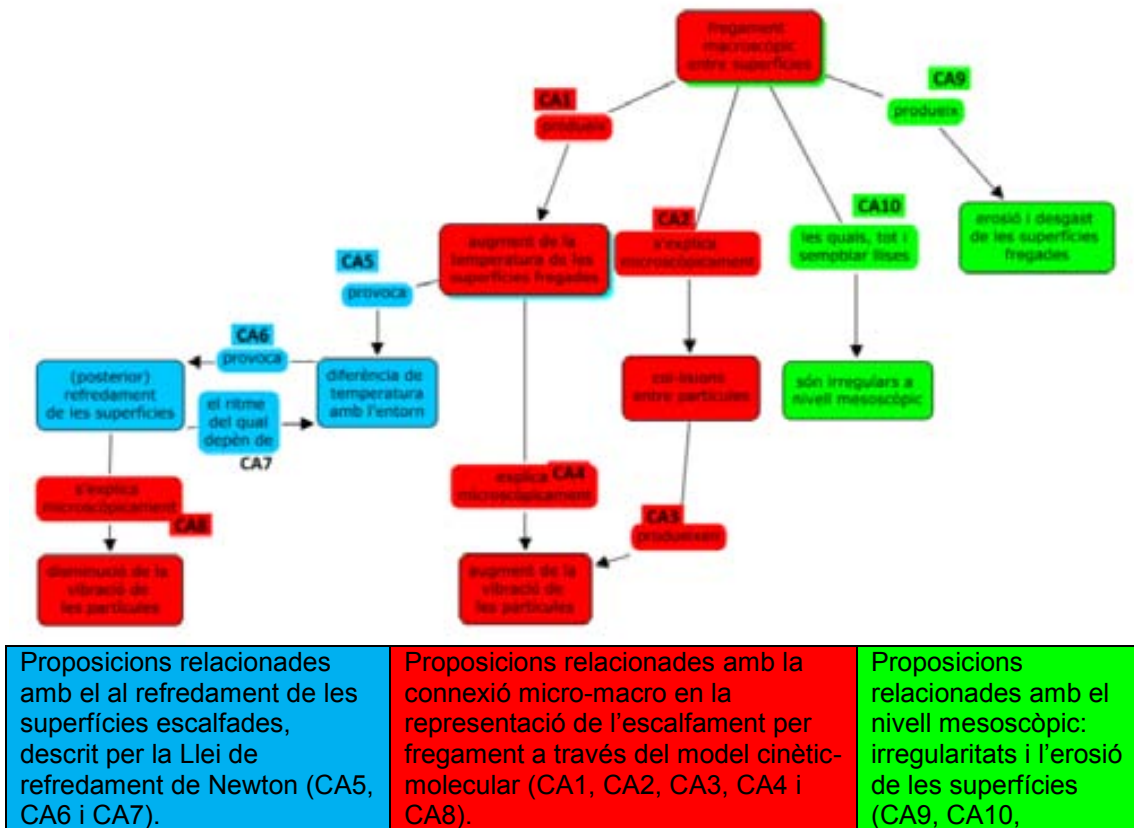 fregament
macroscòpic
entre superfícies
CA1
produeix
CA9
produeix
CA2
s'explica
microscòpicament
CA10
les quals, tot i
sempblar llises
erosió i desgast
de les superfícies
fregades
augment de la
temperatura de les
superfícies fregades
CA5
provoca
CA6
provoca
(posterior)
refredament
de les superfícies
el ritme
del qual
depèn de
CA7
diferència de
temperatura
amb l'entorn
col·lisions
entre partícules
són irregulars a
nivell mesoscòpic
s'explica
microscòpicament
CA8
explica CA4
microscòpicament
CA3
produeixen
disminució de la
vibració de
les partícules
augment de la
vibració de
les partícules
Proposicions relacionades
amb el al refredament de les
superfícies escalfades,
descrit per la Llei de
refredament de Newton (CA5,
CA6 i CA7).
Proposicions relacionades amb la
connexió micro-macro en la
representació de l'escalfament per
fregament a través del model cinètic-
molecular (CA1, CA2, CA3, CA4 i
CA8).
Proposicions
relacionades amb el
nivell mesoscòpic:
irregularitats i l'erosió
de les superfícies
(CA9, CA10,